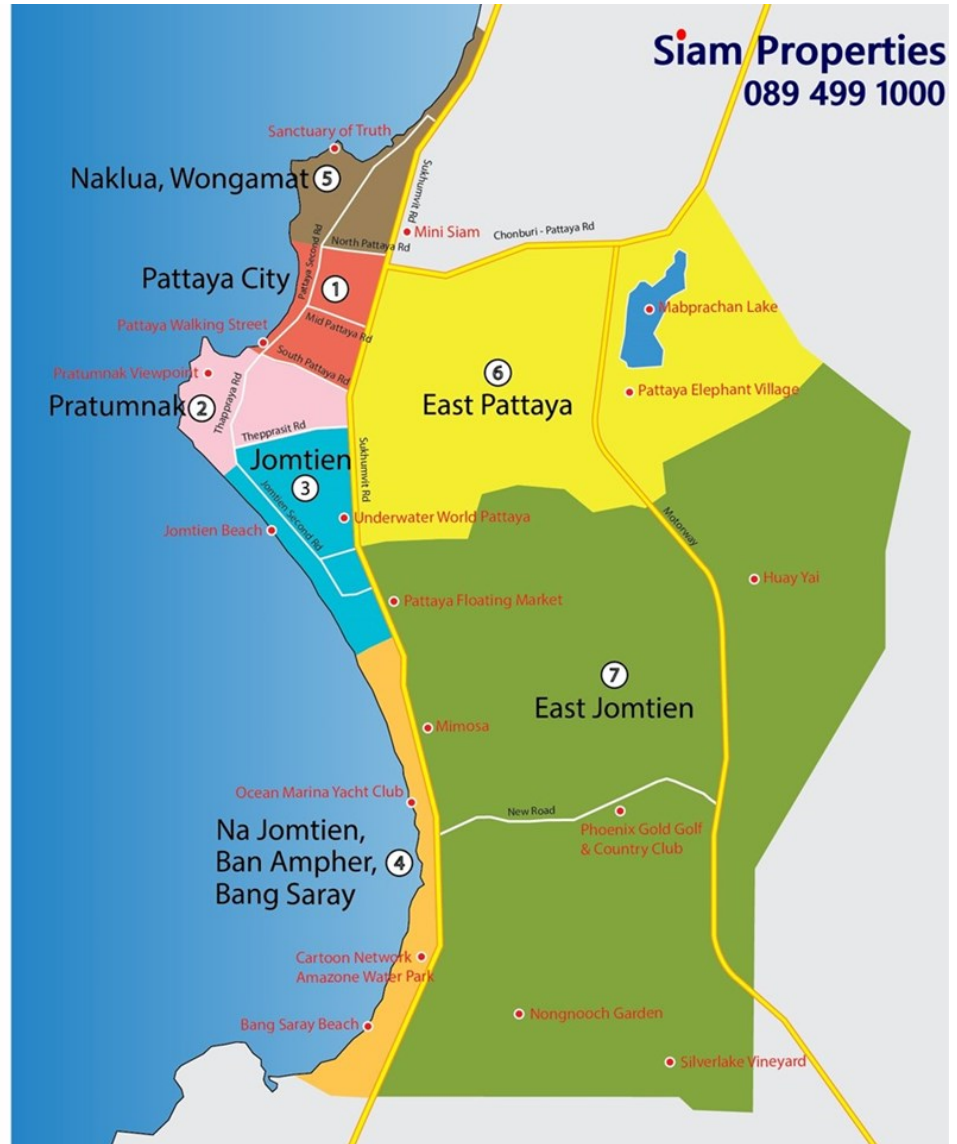 Siam Properties
089 499 1000
Sanctuary of Truth
Naklua, Wongamat 5
Sukhumvit Rd
Mini Siam
Chonburi - Pattaya Rd
North Pattaya Rd
Pattaya Second Rd
Pattaya City
1
Mabprachan Lake
Pattaya Walking Street
Mid Pattaya Rd
South Pattaya Rd
Pratumnak Viewpoint
6
East Pattaya
Pattaya Elephant Village
Pratumnak 2
Thappraya Rd
Thepprasit Rd
Jomtien
3
Sukhumvit Rd
Jomtien Second Rd
Underwater World Pattaya
Jomtien Beach
Motorway
Huay Yai
Pattaya Floating Market
7
East Jomtien
Mimosa
Ocean Marina Yacht Club
New Road
Phoenix Gold Golf
& Country Club
Na Jomtien,
Ban Ampher, 4
Bang Saray
Cartoon Network
Amazone Water Park
Bang Saray Beach
Nongnooch Garden
Silverlake Vineyard